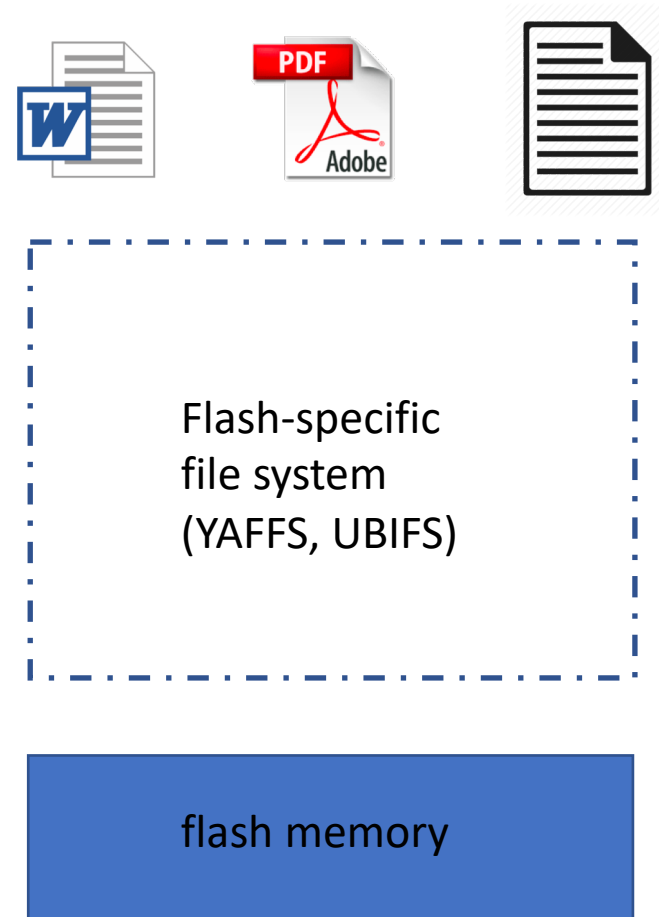 W
PDF
Adobe
Flash-specific
file system
(YAFFS, UBIFS)
flash memory